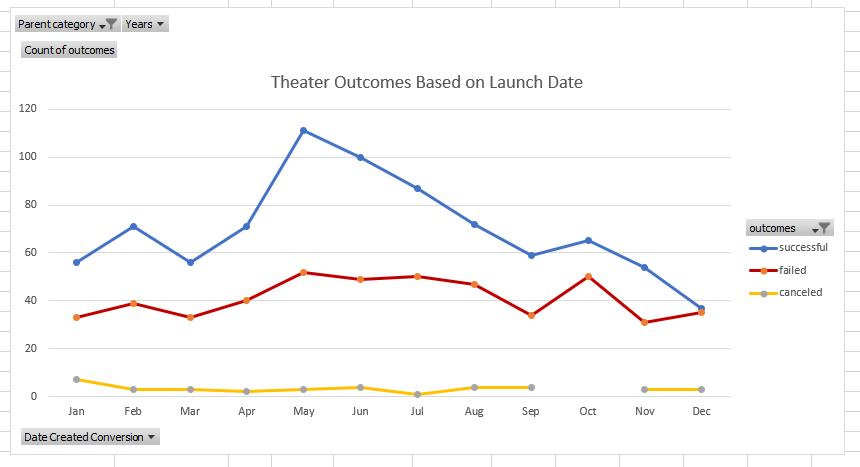 Parent category Years
Count of outcomes
Theater Outcomes Based on Launch Date
120
100
80
60
40
20
0
Jan Feb Mar Apr May Jun Jul Aug Sep Oct Nov Dec
outcomes
successful
failed
canceled
Date Created Conversion